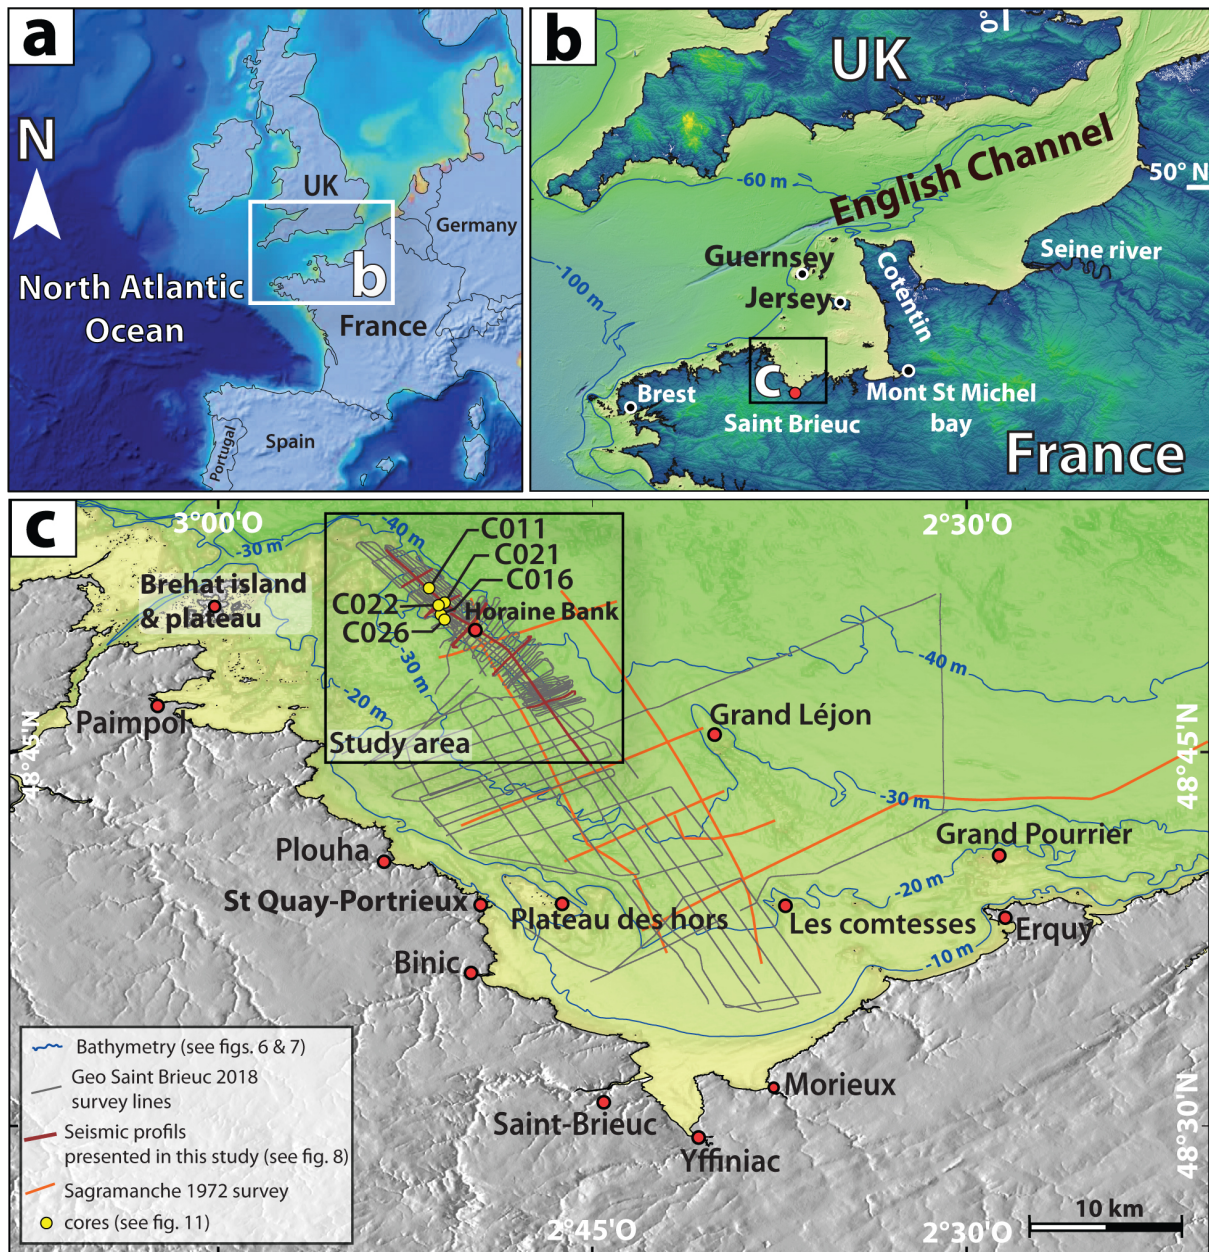 a
N
UK
Germany
b
North Atlantic
Ocean
France
Portugal
Spain
b
UK
0°
-60 m
English Channel
50° N
Guernsey
Seine river
-100 m
Jersey
Cotentin
C
Brest
Mont St Michel
bay
Saint Brieuc
France
c
3°00'O
2°30'O
-40 m
-30 m
C011
C021
C016
Brehat island
& plateau
C022
Horaine Bank
C026
-30 m
-40 m
-20 m
Paimpol
Grand Léjon
Study area
48°45'N
48°45'N
-30 m
Grand Pourrier
Plouha
-20 m
St Quay-Portrieux
Plateau des hors
Les comtesses
Erquy
Binic
-10 m
Bathymetry (see figs. 6 & 7)
Geo Saint Brieuc 2018
survey lines
Seismic profils
presented in this study (see fig. 8)
Sagramanche 1972 survey
cores (see fig. 11)
Morieux
Saint-Brieuc
Yffiniac
48°30'N
10 km
2°45'O
2°30'O